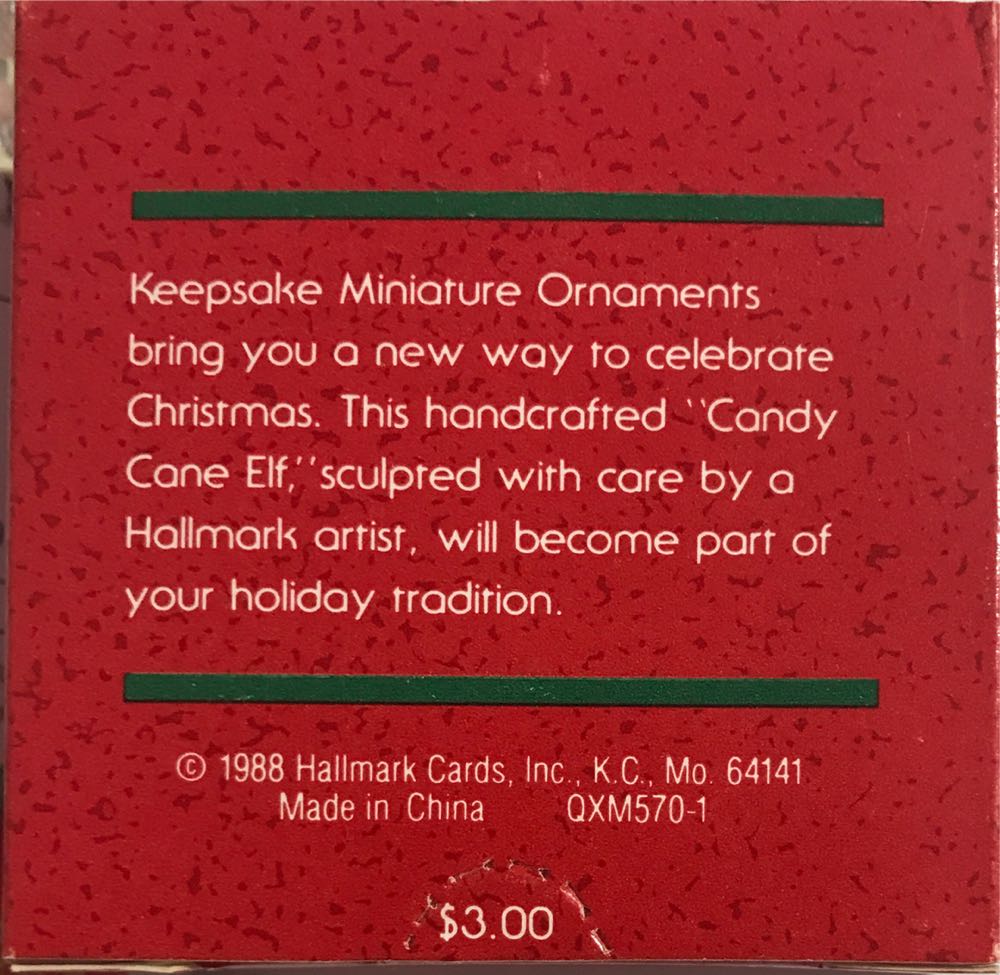 Keepsake Miniature Ornaments
bring you a new way to celebrate
Christmas. This handcrafted "Candy
Cane Elf," sculpted with care by a
Hallmark artist, will become part of
your holiday tradition.
© 1988 Hallmark Cards, Inc., K.C., Mo. 64141
Made in China QXM570-1
$3.00